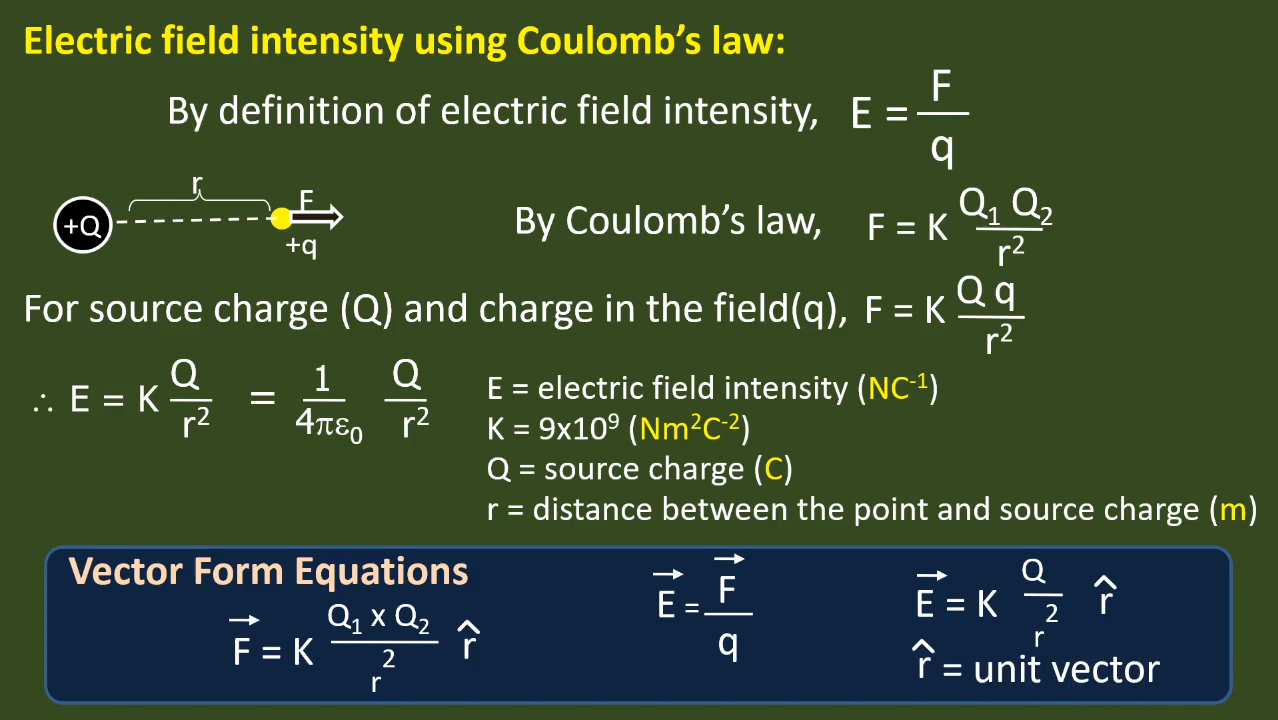 Electric field intensity using Coulomb's law:
By definition of electric field intensity, E = F/q
r
F
+Q
+q
By Coulomb's law, F = K Q₁ Q₂/r²
For source charge (Q) and charge in the field(q), F = K Q q/r²
∴ E = K Q/r² = 1/4πε₀ Q/r²
E = electric field intensity (NC⁻¹)
K = 9x10⁹ (Nm²C⁻²)
Q = source charge (C)
r = distance between the point and source charge (m)
Vector Form Equations
F⃗ = K Q₁ x Q₂/r² r̂
E⃗ = F⃗/q
E⃗ = K Q/r² r̂
r̂ = unit vector